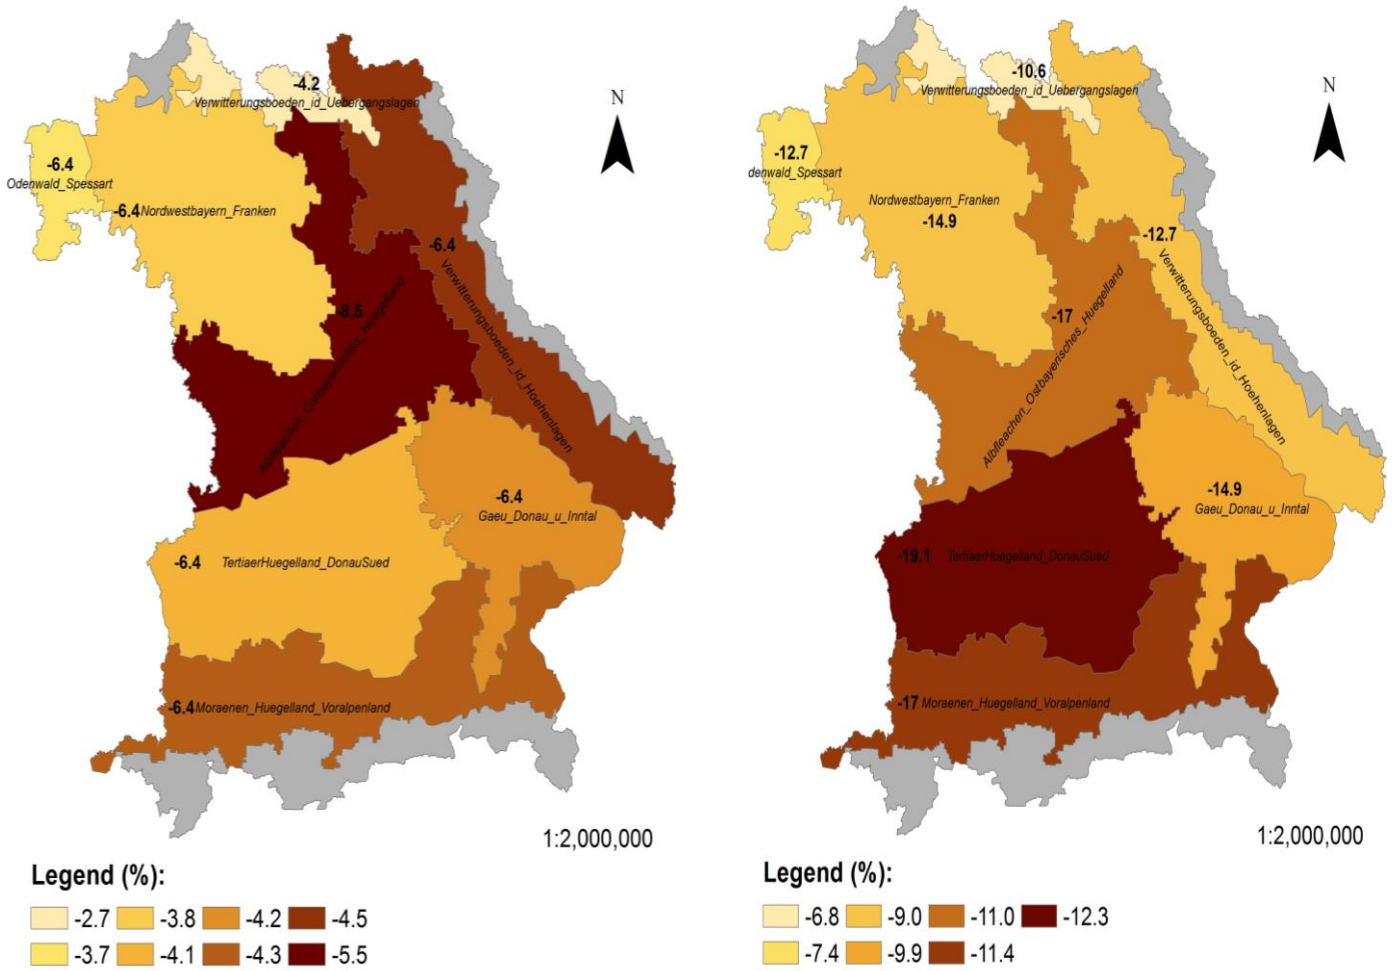 -4.2
Verwitterungsboeden_id_Uebergangslagen
N
-6.4
Odenwald_Spessart
-6.4 Nordwestbayern_Franken
-6.4
Verwitterungsboeden_id_Hoehenlagen
-8.5
Albfleachen_Ostbayerisches_Huegelland
-6.4
Gaeu_Donau_u_Inntal
-6.4 TertiaerHuegelland_DonauSued
-6.4 Moraenen_Huegelland_Voralpenland
1:2,000,000
Legend (%):
-2.7 -3.8 -4.2 -4.5
-3.7 -4.1 -4.3 -5.5
-10.6
Verwitterungsboeden_id_Uebergangslagen
N
-12.7
denwald_Spessart
Nordwestbayern_Franken
-14.9
-12.7
Verwitterungsboeden_id_Hoehenlagen
-17
Albfleachen_Ostbayerisches_Huegelland
-14.9
Gaeu_Donau_u_Inntal
-19.1 TertiaerHuegelland_DonauSued
-17 Moraenen_Huegelland_Voralpenland
1:2,000,000
Legend (%):
-6.8 -9.0 -11.0 -12.3
-7.4 -9.9 -11.4